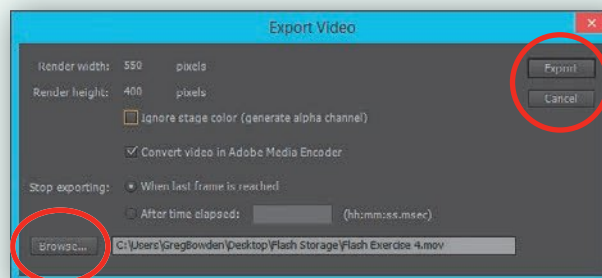 Export Video
Render width: 550 pixels
Export
Render height: 400 pixels
Cancel
Ignore stage color (generate alpha channel)
Convert video in Adobe Media Encoder
Stop exporting: When last frame is reached
After time elapsed: (hh:mm:ss.msec)
Browse... C:\Users\GregBowden\Desktop\Flash Storage\Flash Exercise 4.mov